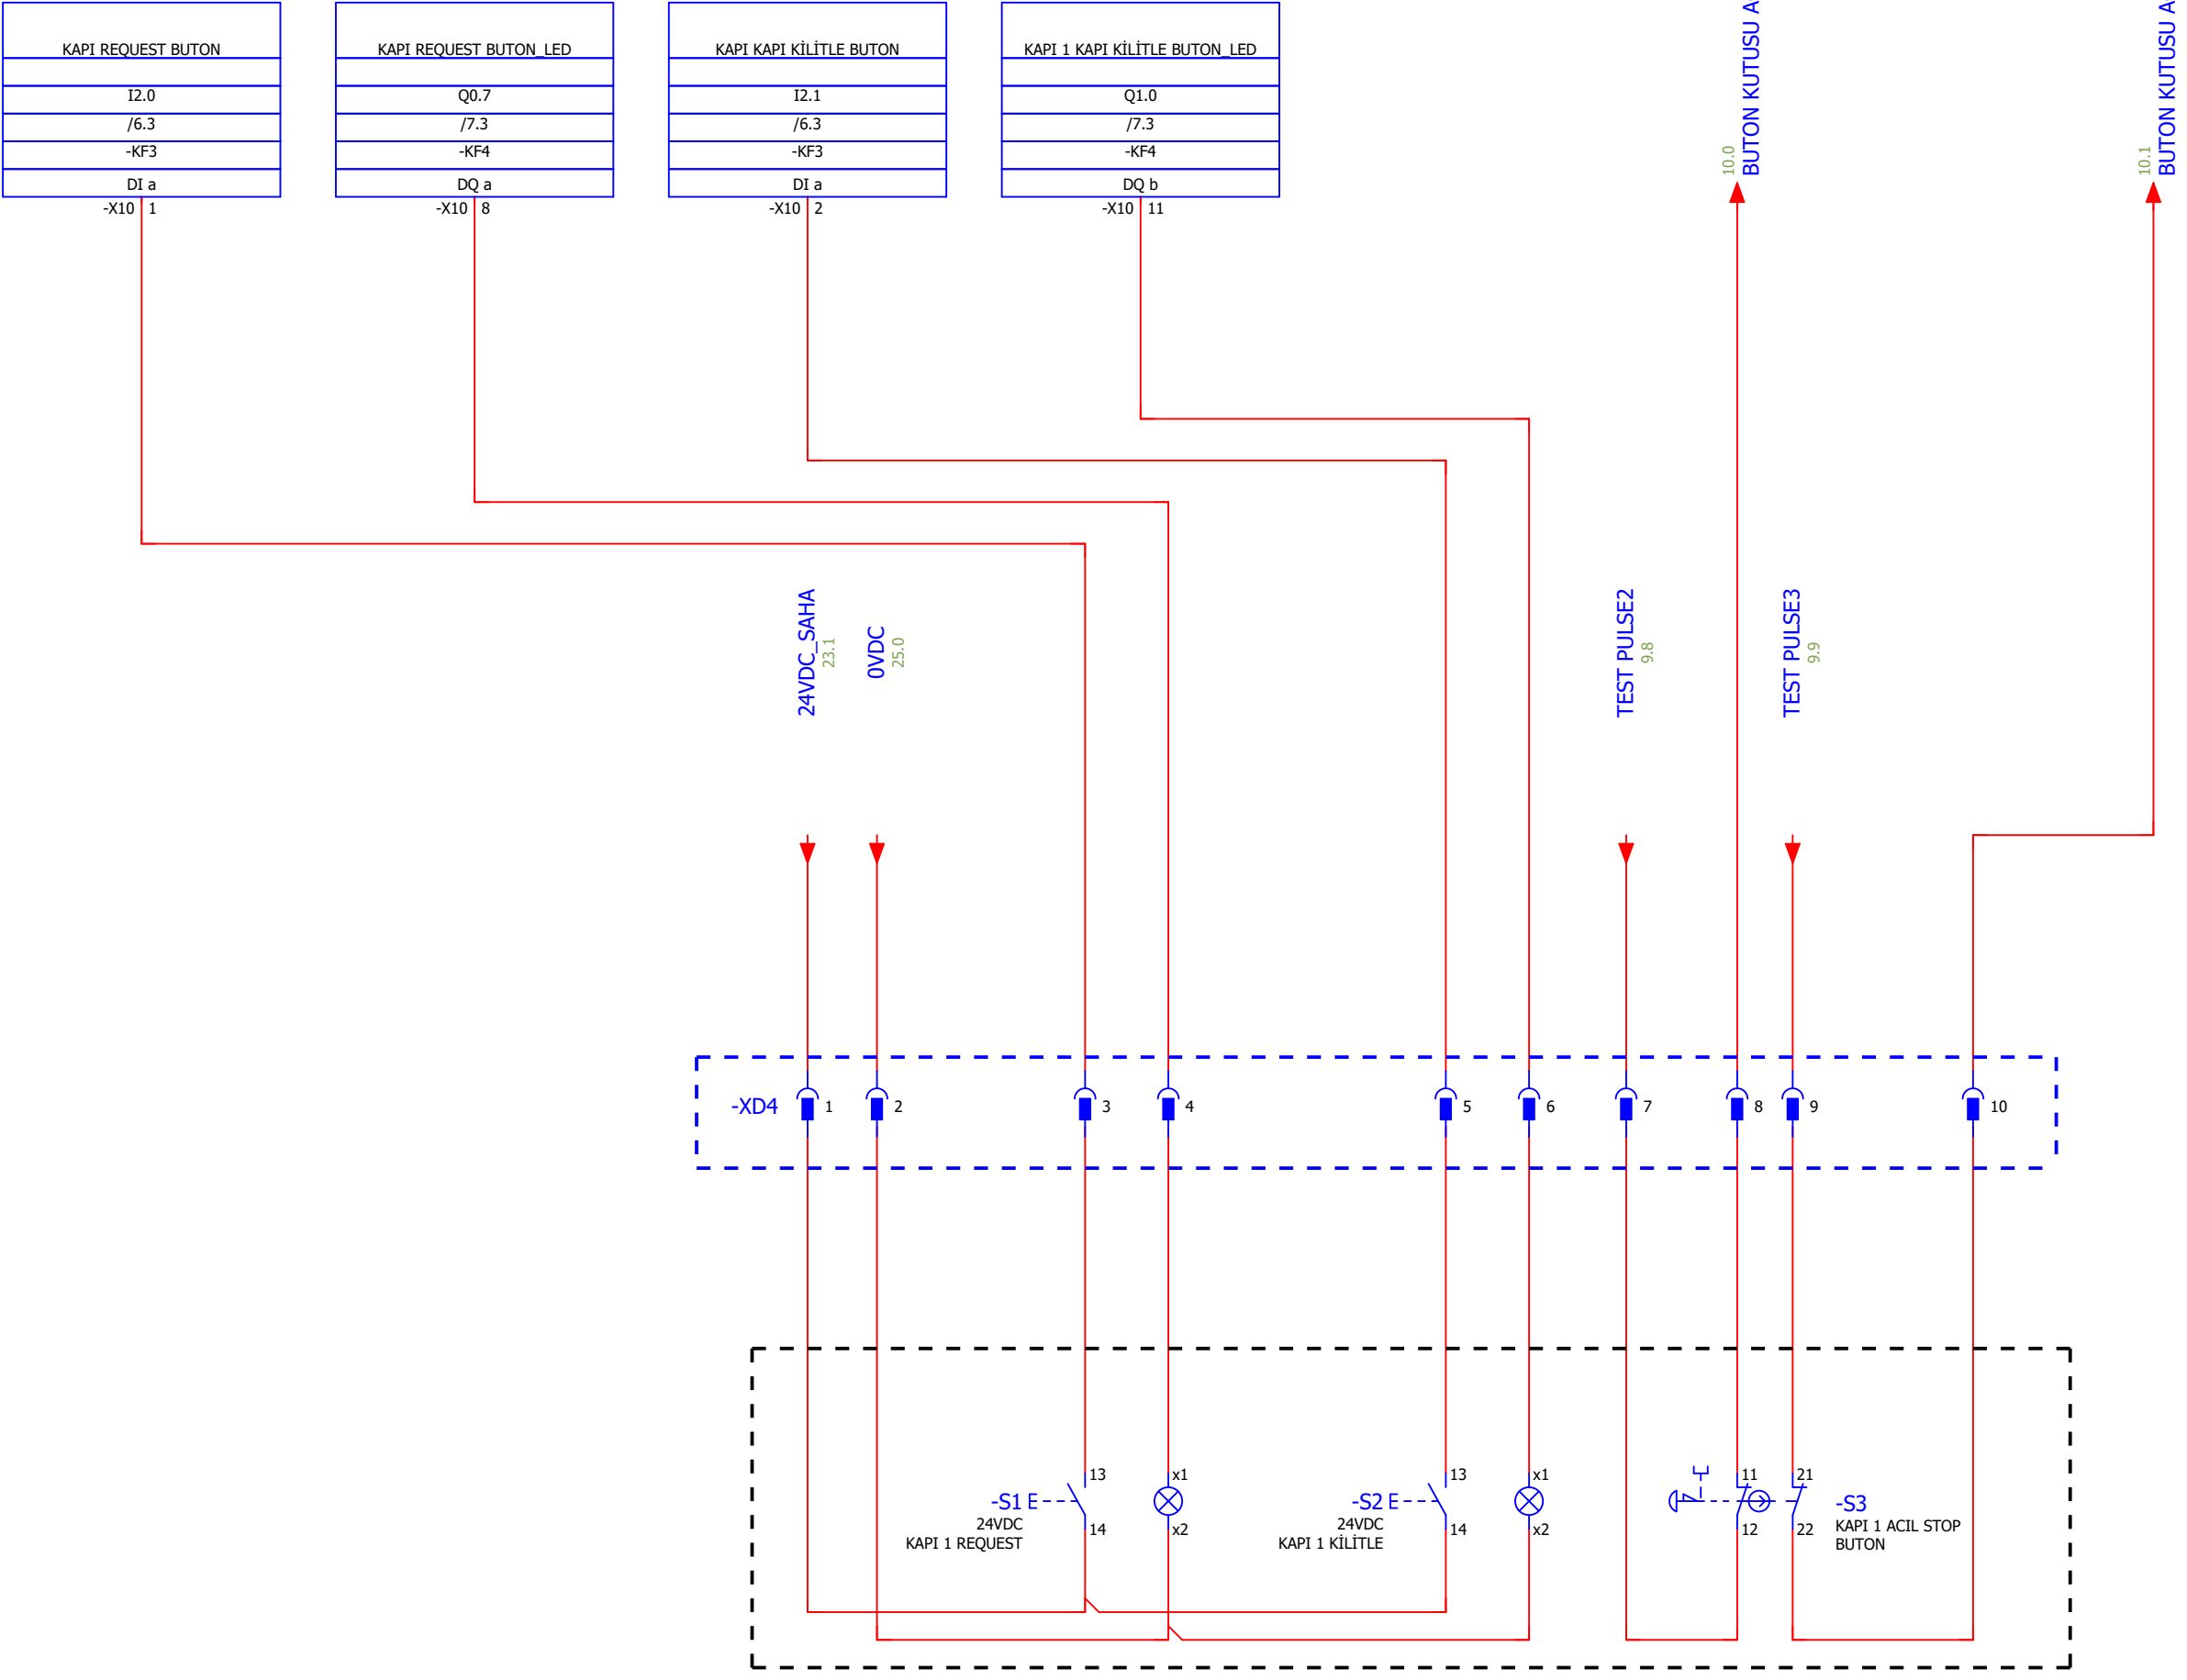 KAPI REQUEST BUTON
I2.0
/6.3
-KF3
DI a
-X10 1
KAPI REQUEST BUTON_LED
Q0.7
/7.3
-KF4
DQ a
-X10 8
KAPI KAPI KİLİTLE BUTON
I2.1
/6.3
-KF3
DI a
-X10 2
KAPI 1 KAPI KİLİTLE BUTON_LED
Q1.0
/7.3
-KF4
DQ b
-X10 11
10.0
BUTON KUTUSU A
10.1
BUTON KUTUSU A
24VDC_SAHA
23.1
0VDC
25.0
TEST PULSE2
9.8
TEST PULSE3
9.9
-XD4 1 2 3 4 5 6 7 8 9 10
-S1
24VDC
KAPI 1 REQUEST
13
14
x1
x2
-S2
24VDC
KAPI 1 KİLİTLE
13
14
x1
x2
11
12
21
22
-S3
KAPI 1 ACIL STOP
BUTON